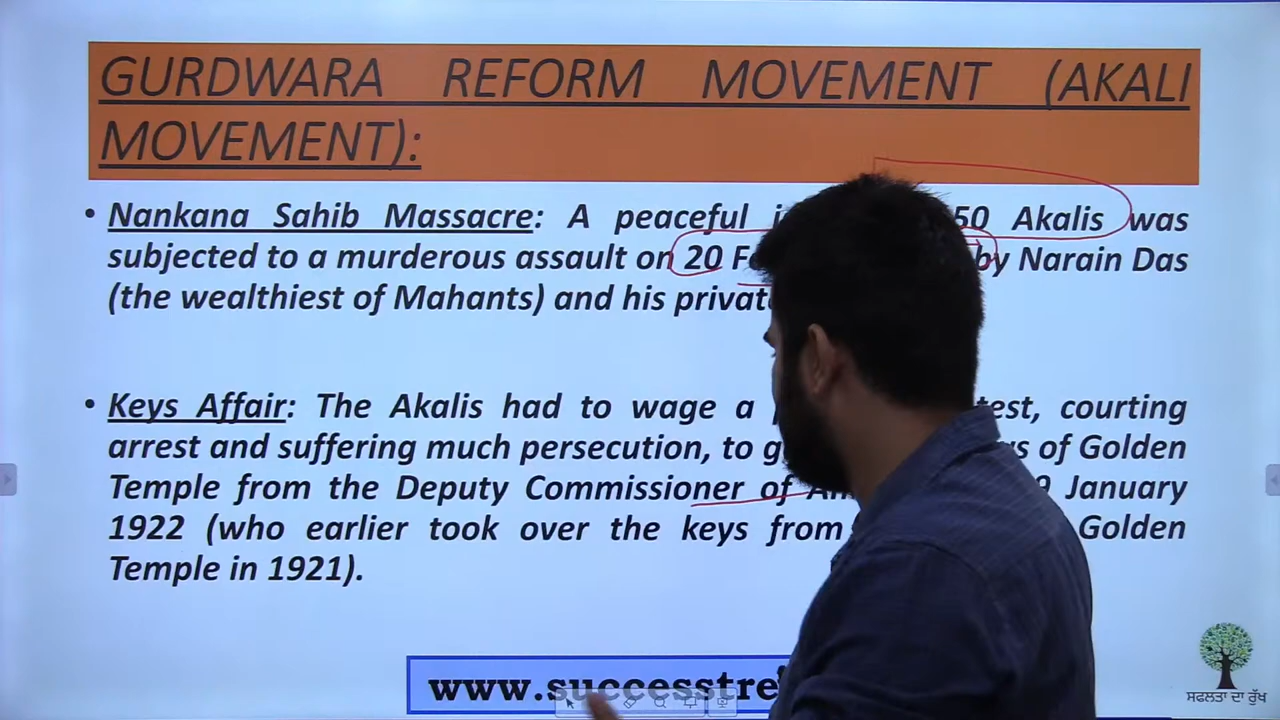 GURDWARA REFORM MOVEMENT (AKALI
MOVEMENT):
• Nankana Sahib Massacre: A peaceful 50 Akalis was
subjected to a murderous assault on 20 by Narain Das
(the wealthiest of Mahants) and his private
• Keys Affair: The Akalis had to wage a courting
arrest and suffering much persecution, to of Golden
Temple from the Deputy Commissioner of January
1922 (who earlier took over the keys from Golden
Temple in 1921).
www.successtre
ਸਫਲਤਾ ਦਾ ਰੁੱਖ